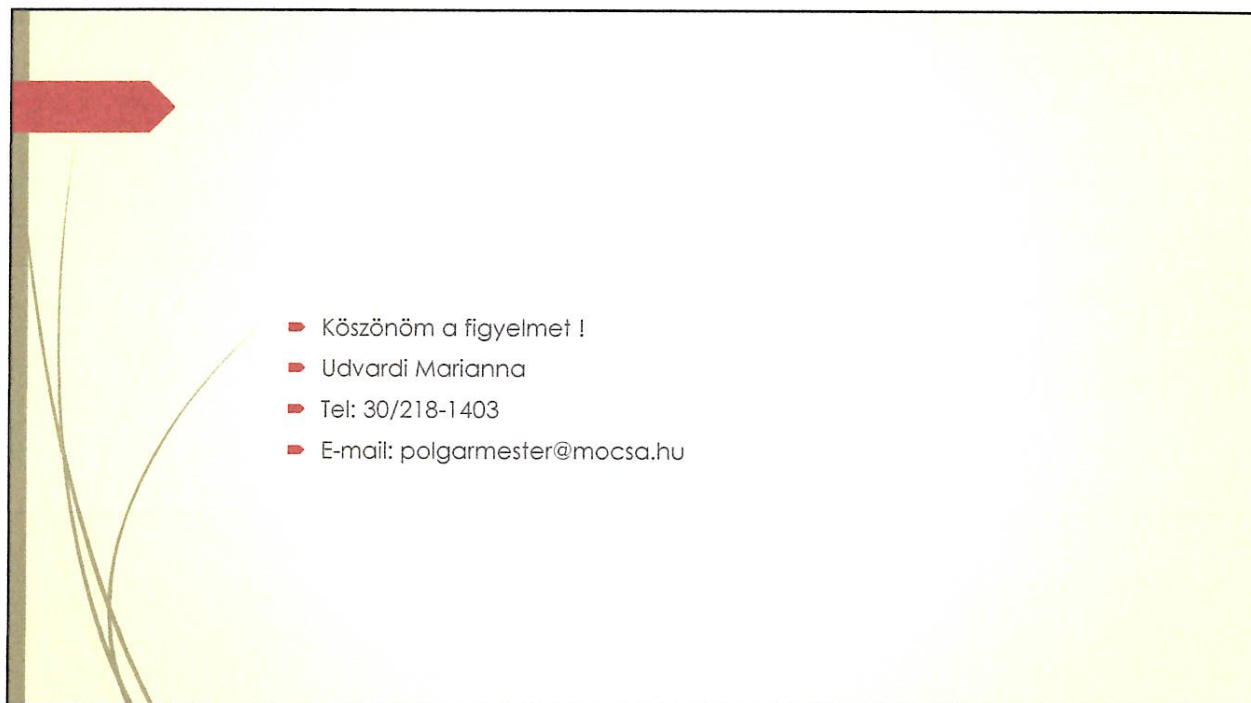 Köszönöm a figyelmet !
Udvardi Marianna
Tel: 30/218-1403
E-mail: polgarmester@mocsa.hu